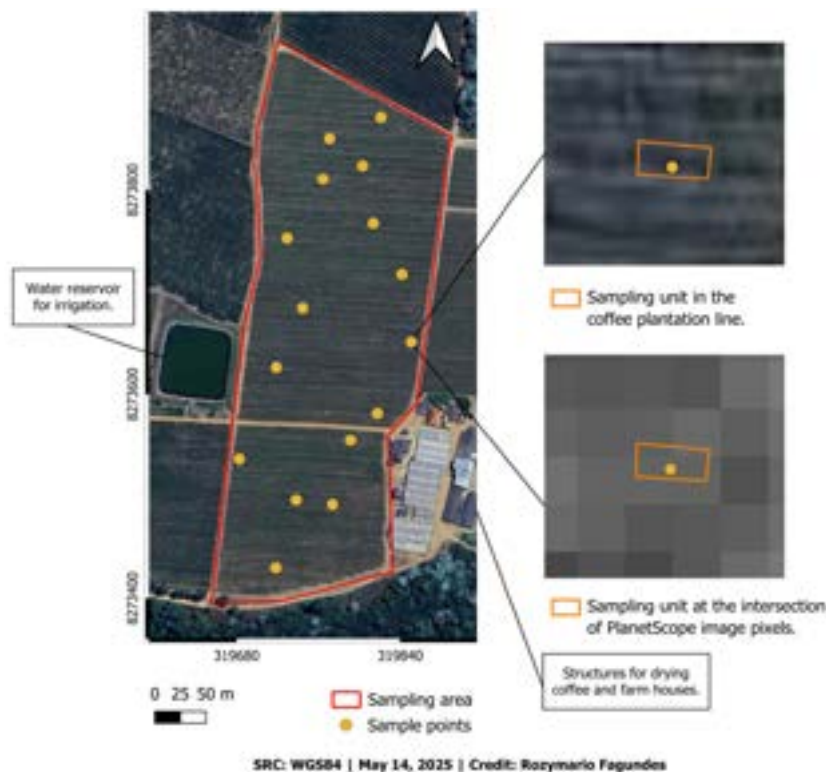 8273800
Water reservoir
for irrigation.
Sampling unit in the
coffee plantation line.
8273600
8273400
Sampling unit at the intersection
of PlanetScope image pixels.
319680
319840
Structures for drying
coffee and farm houses.
0 25 50 m
Sampling area
Sample points
SRC: WGS84 | May 14, 2025 | Credit: Rozymario Fagundes